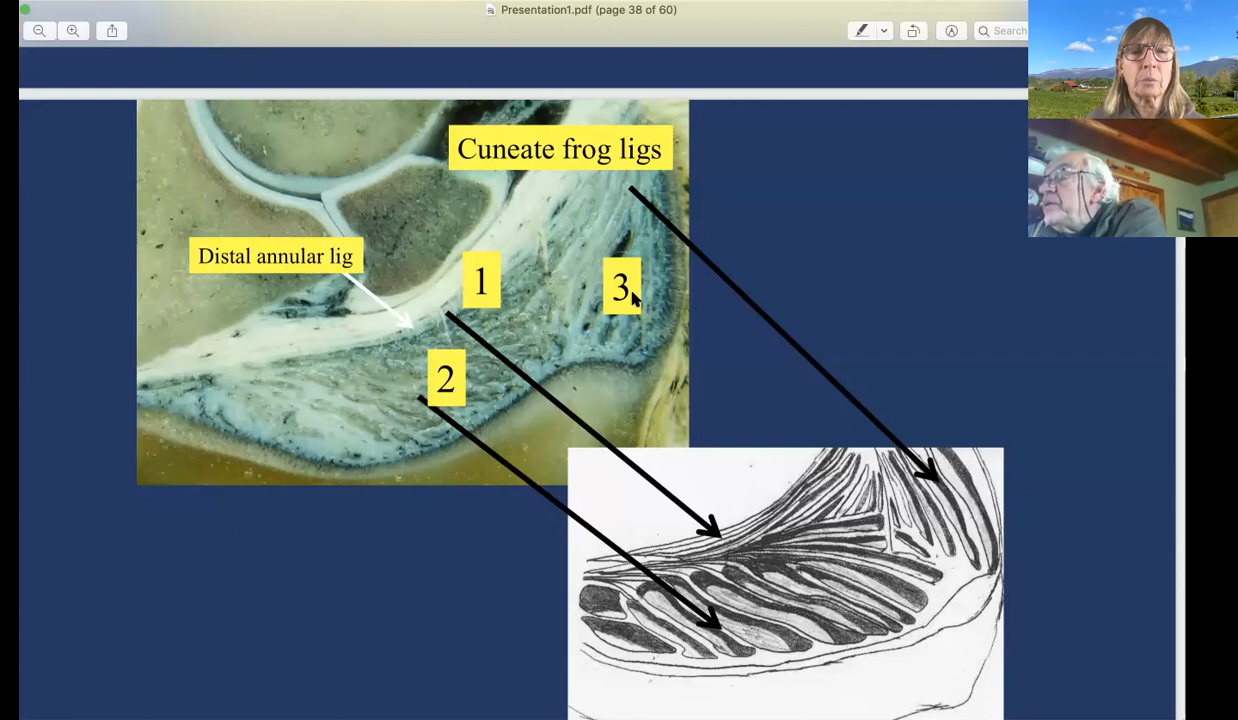 Presentation1.pdf (page 38 of 60)
Search
Cuneate frog ligs
Distal annular lig
1
3
2